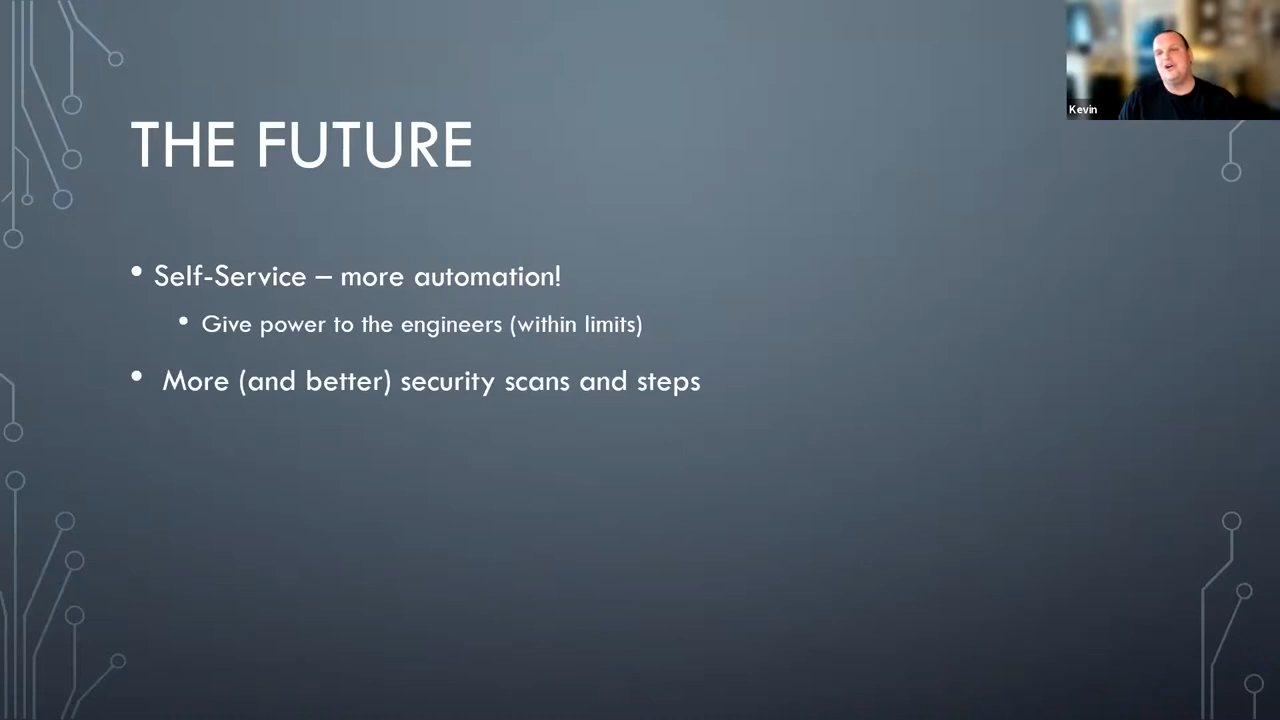 Kevin
THE FUTURE
• Self-Service – more automation!
• Give power to the engineers (within limits)
• More (and better) security scans and steps